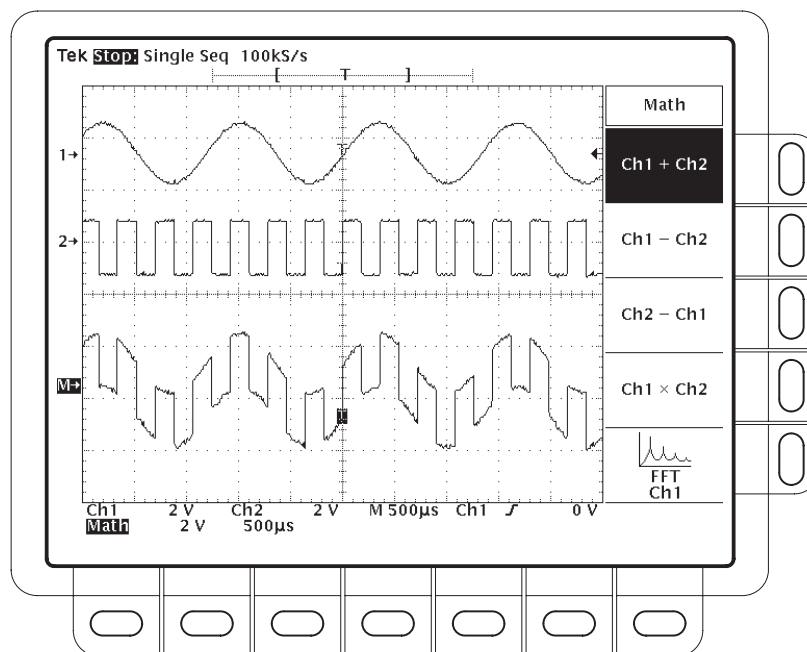 Tek Stop: Single Seq 100kS/s
[ T ]
Math
Ch1 + Ch2
Ch1 − Ch2
Ch2 − Ch1
Ch1 × Ch2
FFT
Ch1
1→
T
2→
M→
T
Ch1 2 V Ch2 2 V M 500µs Ch1 0 V
Math 2 V 500µs